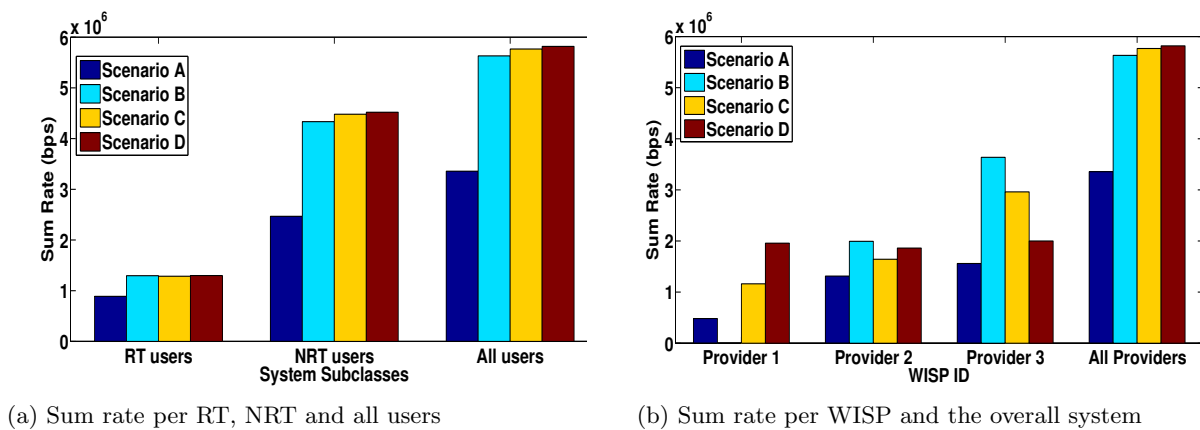 x 10^6
6
5
4
3
2
1
0
Sum Rate (bps)
Scenario A
Scenario B
Scenario C
Scenario D
RT users NRT users All users
System Subclasses
(a) Sum rate per RT, NRT and all users
x 10^6
6
5
4
3
2
1
0
Sum Rate (bps)
Scenario A
Scenario B
Scenario C
Scenario D
Provider 1 Provider 2 Provider 3 All Providers
WISP ID
(b) Sum rate per WISP and the overall system